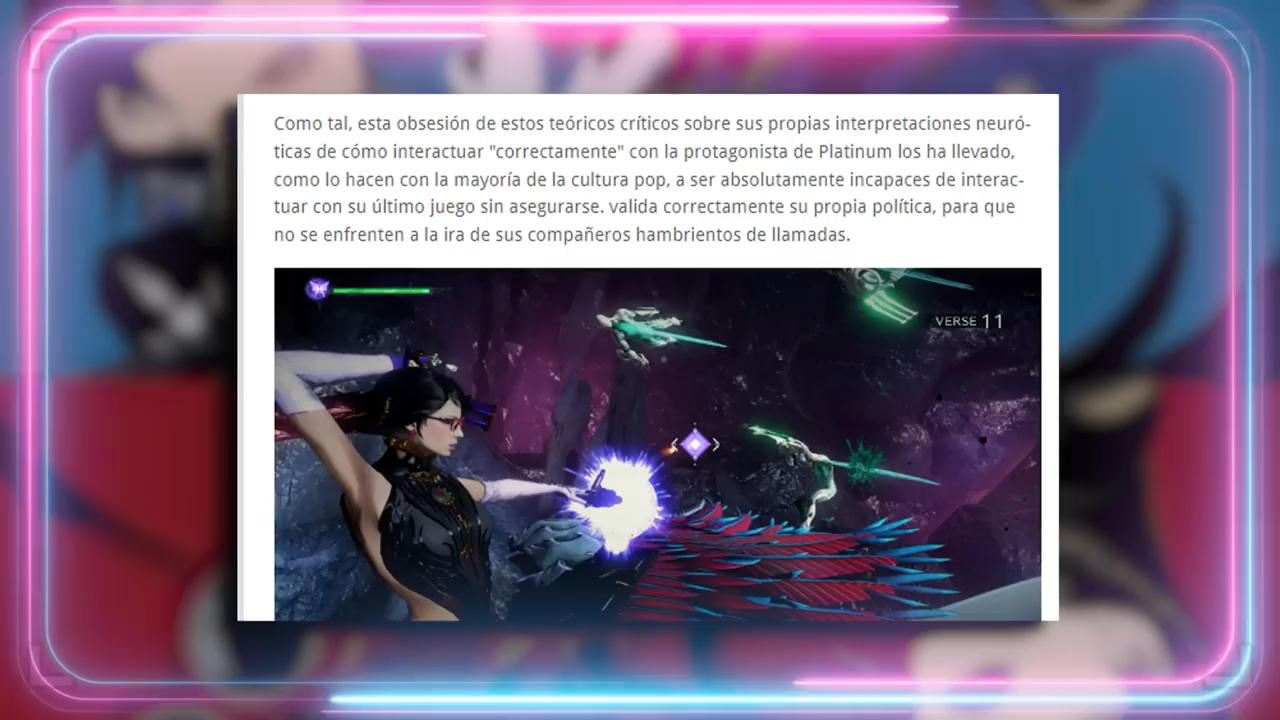 Como tal, esta obsesión de estos teóricos críticos sobre sus propias interpretaciones neuró-
ticas de cómo interactuar "correctamente" con la protagonista de Platinum los ha llevado,
como lo hacen con la mayoría de la cultura pop, a ser absolutamente incapaces de interac-
tuar con su último juego sin asegurarse. valida correctamente su propia política, para que
no se enfrenten a la ira de sus compañeros hambrientos de llamadas.
VERSE 11